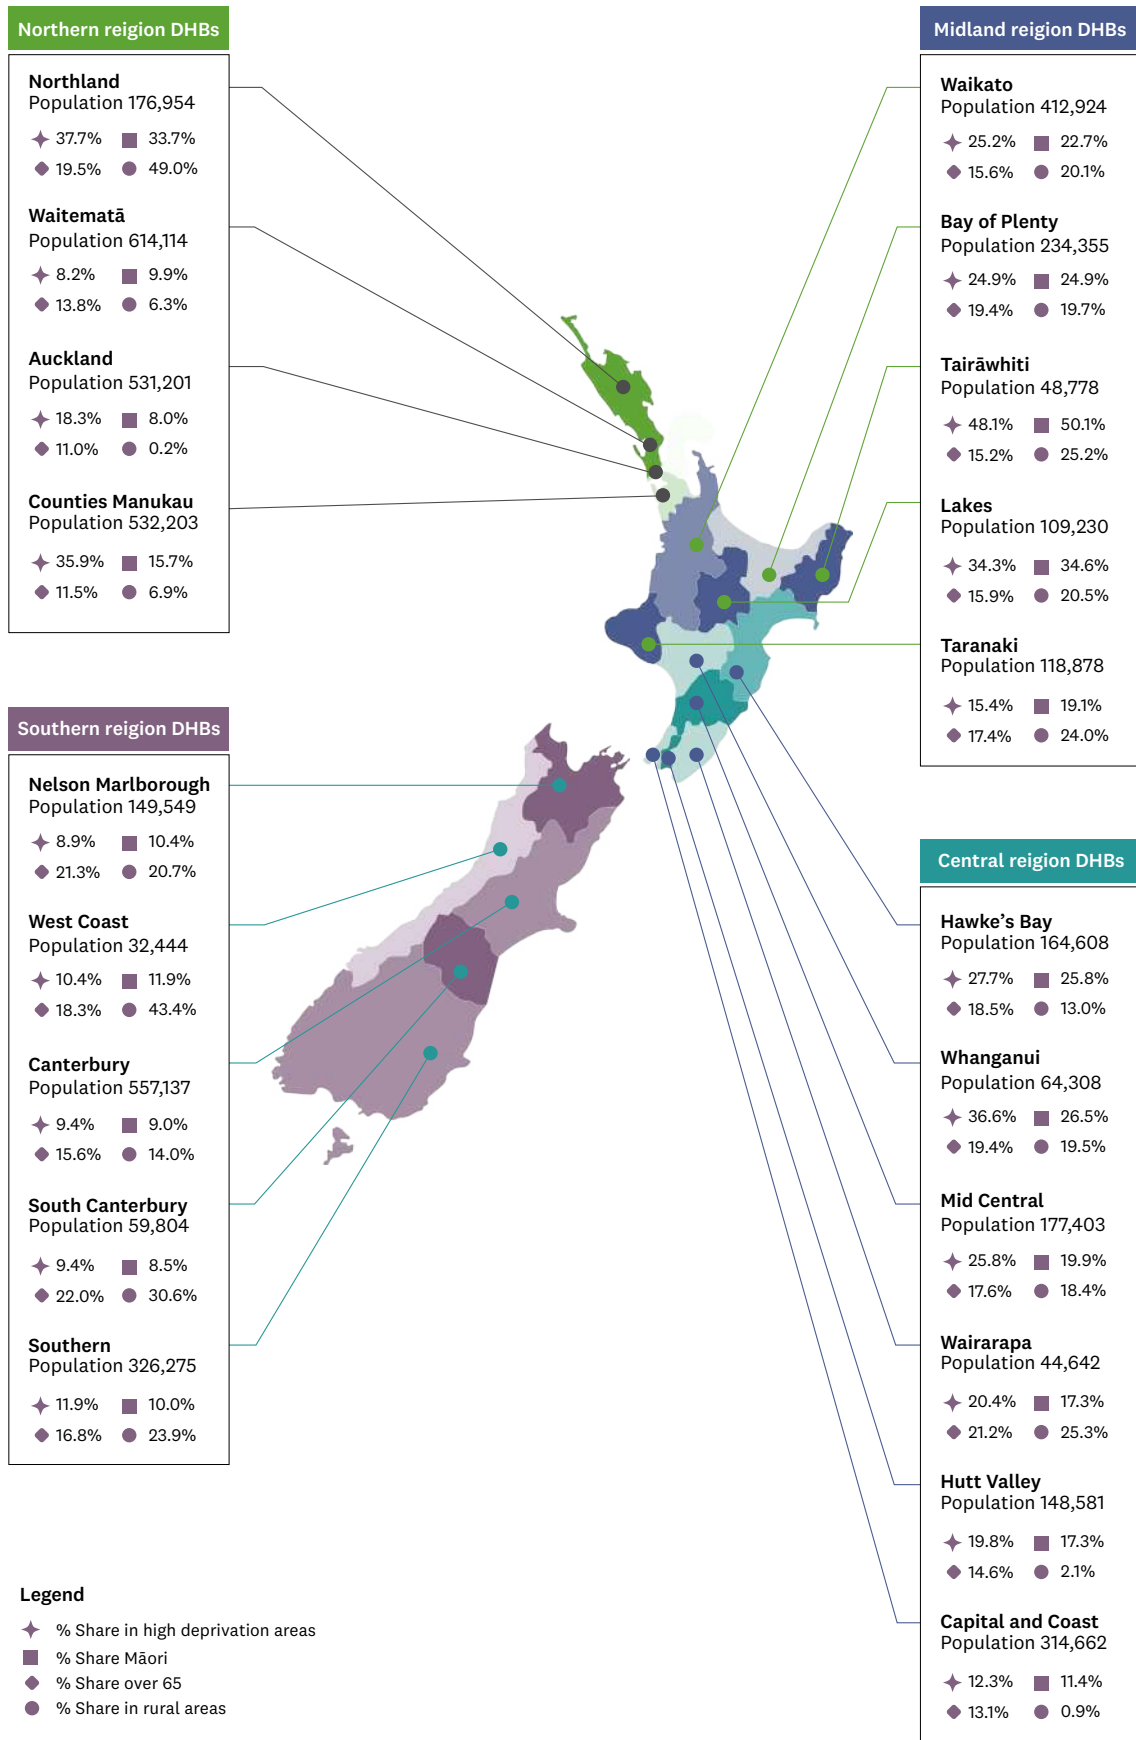 Northern reigion DHBs
Northland
Population 176,954
37.7% 33.7%
19.5% 49.0%
Waitematā
Population 614,114
8.2% 9.9%
13.8% 6.3%
Auckland
Population 531,201
18.3% 8.0%
11.0% 0.2%
Counties Manukau
Population 532,203
35.9% 15.7%
11.5% 6.9%
Midland reigion DHBs
Waikato
Population 412,924
25.2% 22.7%
15.6% 20.1%
Bay of Plenty
Population 234,355
24.9% 24.9%
19.4% 19.7%
Tairāwhiti
Population 48,778
48.1% 50.1%
15.2% 25.2%
Lakes
Population 109,230
34.3% 34.6%
15.9% 20.5%
Taranaki
Population 118,878
15.4% 19.1%
17.4% 24.0%
Southern reigion DHBs
Nelson Marlborough
Population 149,549
8.9% 10.4%
21.3% 20.7%
West Coast
Population 32,444
10.4% 11.9%
18.3% 43.4%
Canterbury
Population 557,137
9.4% 9.0%
15.6% 14.0%
South Canterbury
Population 59,804
9.4% 8.5%
22.0% 30.6%
Southern
Population 326,275
11.9% 10.0%
16.8% 23.9%
Central reigion DHBs
Hawke's Bay
Population 164,608
27.7% 25.8%
18.5% 13.0%
Whanganui
Population 64,308
36.6% 26.5%
19.4% 19.5%
Mid Central
Population 177,403
25.8% 19.9%
17.6% 18.4%
Wairarapa
Population 44,642
20.4% 17.3%
21.2% 25.3%
Hutt Valley
Population 148,581
19.8% 17.3%
14.6% 2.1%
Capital and Coast
Population 314,662
12.3% 11.4%
13.1% 0.9%
Legend
% Share in high deprivation areas
% Share Māori
% Share over 65
% Share in rural areas